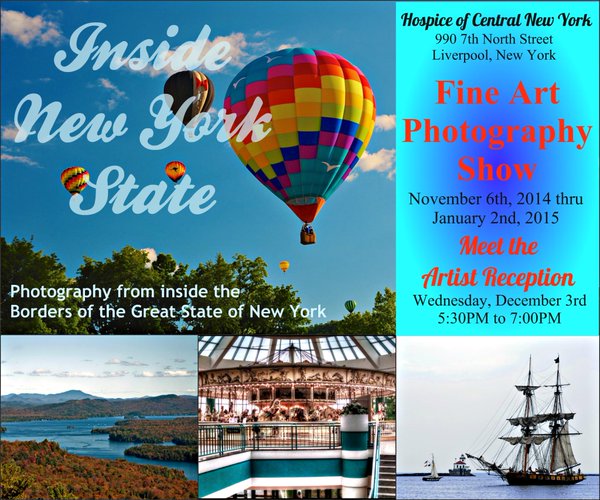 Inside
New York
State
Photography from inside the
Borders of the Great State of New York
Hospice of Central New York
990 7th North Street
Liverpool, New York
Fine Art
Photography
Show
November 6th, 2014 thru
January 2nd, 2015
Meet the
Artist Reception
Wednesday, December 3rd
5:30PM to 7:00PM